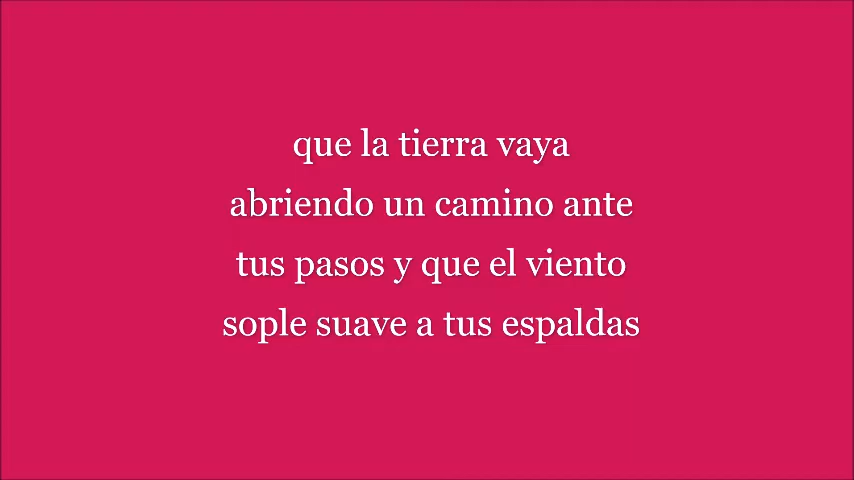 que la tierra vaya
abriendo un camino ante
tus pasos y que el viento
sople suave a tus espaldas